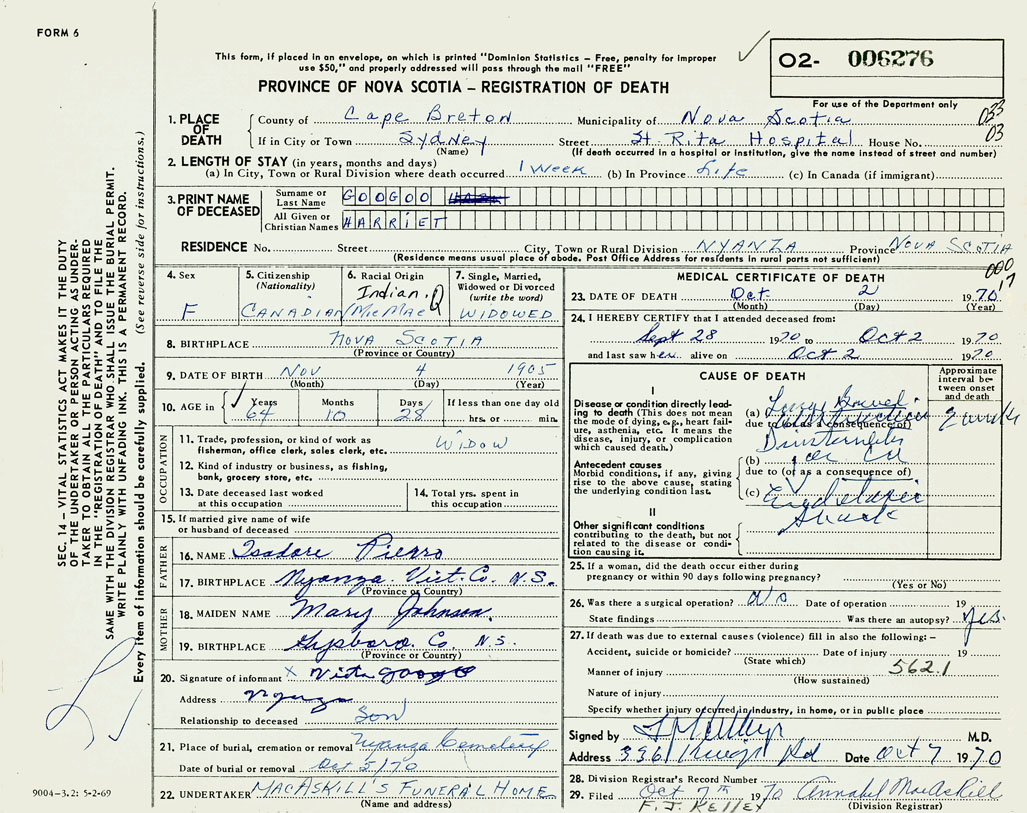 FORM 6
This form, if placed in an envelope, on which is printed "Dominion Statistics – Free, penalty for improper
use $50," and properly addressed will pass through the mail "FREE"
PROVINCE OF NOVA SCOTIA – REGISTRATION OF DEATH
02- 006276
For use of the Department only
033
03
1. PLACE OF DEATH
County of Cape Breton Municipality of Nova Scotia
If in City or Town Sydney Street St Rita Hospital House No.
(Name) (If death occurred in a hospital or institution, give the name instead of street and number)
2. LENGTH OF STAY (in years, months and days)
(a) In City, Town or Rural Division where death occurred 1 Week (b) In Province Life (c) In Canada (if immigrant)
3. PRINT NAME OF DECEASED
Surname or Last Name GOOGOO
All Given or Christian Names HARRIET
RESIDENCE No. Street City, Town or Rural Division NYANZA Province NOVA SCOTIA
(Residence means usual place of abode. Post Office Address for residents in rural parts not sufficient)
4. Sex
F
5. Citizenship
(Nationality)
CANADIAN
6. Racial Origin
Indian.
MicMac
7. Single, Married,
Widowed or Divorced
(write the word)
WIDOWED
8. BIRTHPLACE NOVA SCOTIA
(Province or Country)
9. DATE OF BIRTH NOV 4 1905
(Month) (Day) (Year)
10. AGE in Years Months Days If less than one day old
64 10 28 hrs. or min.
OCCUPATION
11. Trade, profession, or kind of work as
fisherman, office clerk, sales clerk, etc. WIDOW
12. Kind of industry or business, as fishing,
bank, grocery store, etc.
13. Date deceased last worked
at this occupation
14. Total yrs. spent in
this occupation
15. If married give name of wife
or husband of deceased
FATHER
16. NAME Isadore Pierro
17. BIRTHPLACE Nyanza Vict. Co. N.S.
(Province or Country)
MOTHER
18. MAIDEN NAME Mary Johnson
19. BIRTHPLACE Gysboro Co. N.S.
(Province or Country)
20. Signature of informant X Googoo
Address Nyanza
Relationship to deceased Son
21. Place of burial, cremation or removal Nyanza Cemetery
Date of burial or removal Oct 5/70
22. UNDERTAKER MACASKILL'S FUNERAL HOME
(Name and address)
MEDICAL CERTIFICATE OF DEATH
000
17
23. DATE OF DEATH Oct 2 1970
(Month) (Day) (Year)
24. I HEREBY CERTIFY that I attended deceased from:
Sept 28 1970 to Oct 2 1970
and last saw her alive on Oct 2 1970
CAUSE OF DEATH
Approximate
interval be-
tween onset
and death
I
Disease or condition directly lead-
ing to death (This does not mean
the mode of dying, e.g., heart fail-
ure, asthenia, etc. It means the
disease, injury, or complication
which caused death.)
(a) Large Bowel
Obstruction 2 weeks
due to (or as a consequence of)
Antecedent causes
Morbid conditions, if any, giving
rise to the above cause, stating
the underlying condition last.
(b)
due to (or as a consequence of)
(c)
Shock
II
Other significant conditions
contributing to the death, but not
related to the disease or condi-
tion causing it.
25. If a woman, did the death occur either during
pregnancy or within 90 days following pregnancy?
(Yes or No)
26. Was there a surgical operation? No Date of operation 19
State findings Was there an autopsy? Yes.
27. If death was due to external causes (violence) fill in also the following: –
Accident, suicide or homicide? Date of injury 19
(State which)
Manner of injury 562.1
(How sustained)
Nature of injury
Specify whether injury occurred in industry, in home, or in public place
Signed by M.D.
Address 336 Kings Rd Date Oct 7 1970
28. Division Registrar's Record Number
29. Filed Oct 7th 1970 Annabel MacAskill
F. J. KELLEY (Division Registrar)
SEC. 14 – VITAL STATISTICS ACT MAKES IT THE DUTY
OF THE UNDERTAKER OR PERSON ACTING AS UNDER-
TAKER TO OBTAIN ALL THE PARTICULARS REQUIRED
IN THE "REGISTRATION OF DEATH" AND TO FILE THE
SAME WITH THE DIVISION REGISTRAR WHO SHALL ISSUE THE BURIAL PERMIT.
WRITE PLAINLY WITH UNFADING INK. THIS IS A PERMANENT RECORD.
Every item of information should be carefully supplied. (See reverse side for instructions.)
9004-3.2: 5-2-69